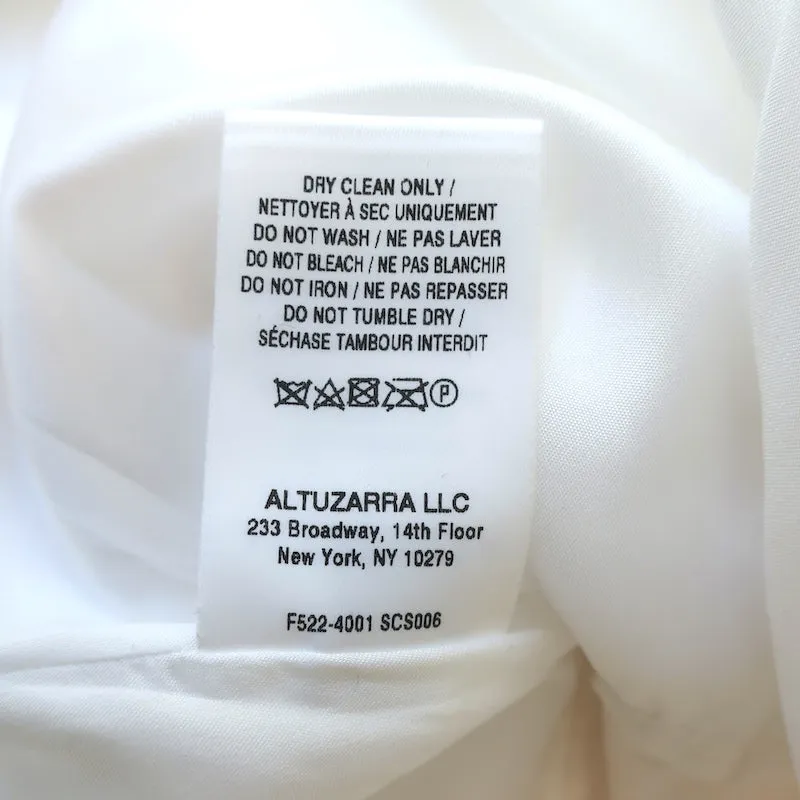 DRY CLEAN ONLY /
NETTOYER À SEC UNIQUEMENT
DO NOT WASH / NE PAS LAVER
DO NOT BLEACH / NE PAS BLANCHIR
DO NOT IRON / NE PAS REPASSER
DO NOT TUMBLE DRY /
SÉCHASE TAMBOUR INTERDIT
P
ALTUZARRA LLC
233 Broadway, 14th Floor
New York, NY 10279
F522-4001 SCS006